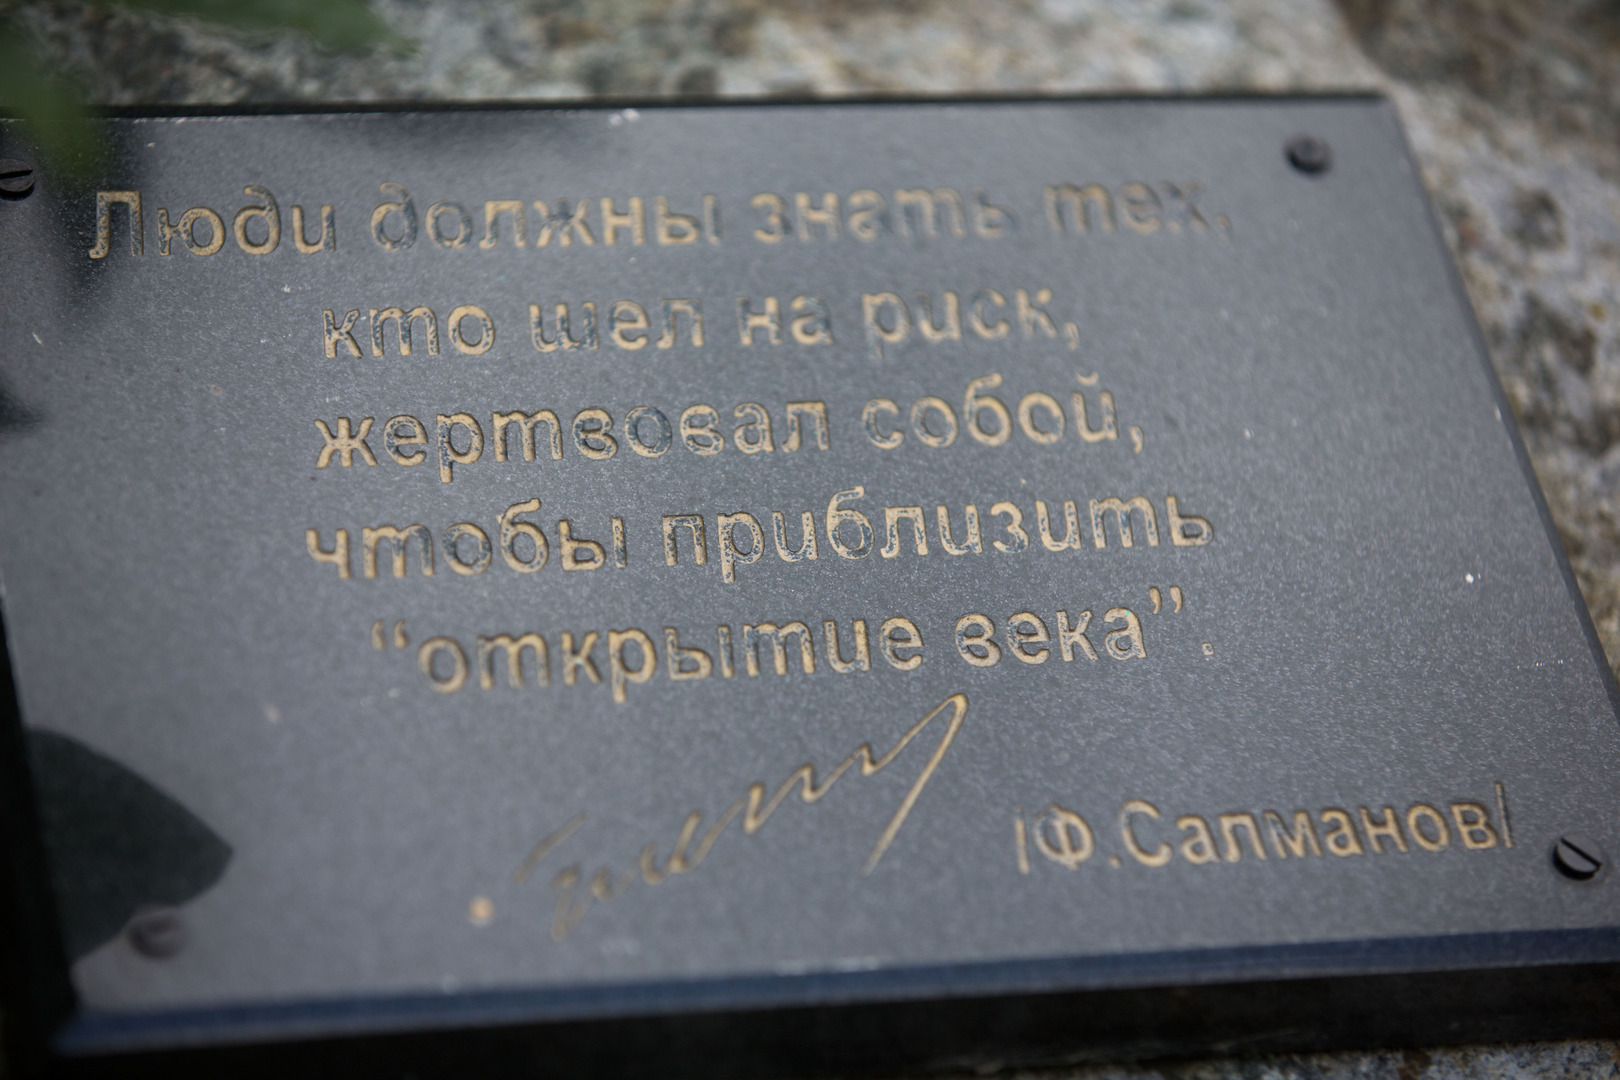 Люди должны знать тех,
кто шел на риск,
жертвовал собой,
чтобы приблизить
“открытие века”.
/Ф.Салманов/